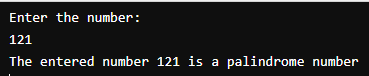 Enter the number:
121
The entered number 121 is a palindrome number